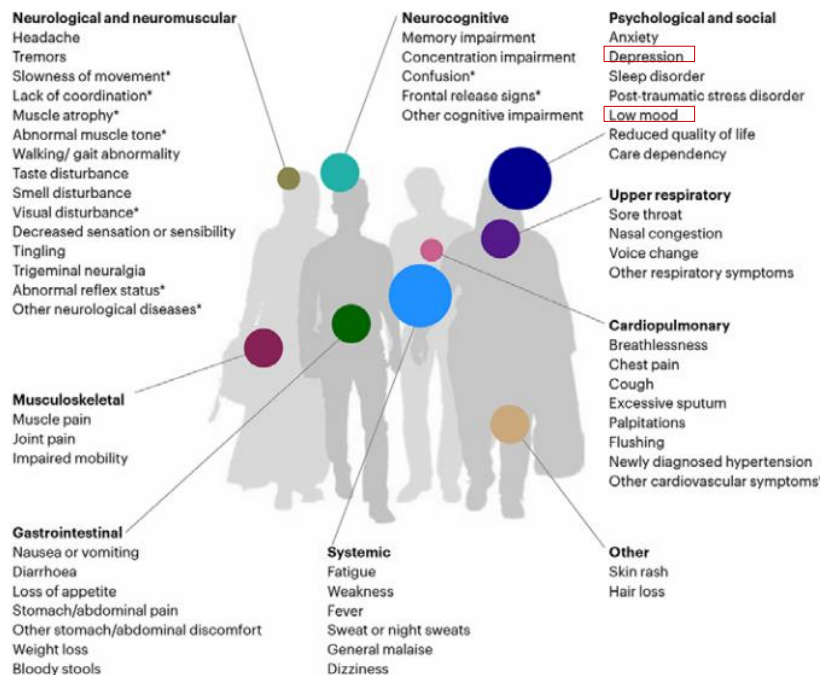 Neurological and neuromuscular
Headache
Tremors
Slowness of movement*
Lack of coordination*
Muscle atrophy*
Abnormal muscle tone*
Walking/ gait abnormality
Taste disturbance
Smell disturbance
Visual disturbance*
Decreased sensation or sensibility
Tingling
Trigeminal neuralgia
Abnormal reflex status*
Other neurological diseases*
Neurocognitive
Memory impairment
Concentration impairment
Confusion*
Frontal release signs*
Other cognitive impairment
Psychological and social
Anxiety
Depression
Sleep disorder
Post-traumatic stress disorder
Low mood
Reduced quality of life
Care dependency
Upper respiratory
Sore throat
Nasal congestion
Voice change
Other respiratory symptoms
Cardiopulmonary
Breathlessness
Chest pain
Cough
Excessive sputum
Palpitations
Flushing
Newly diagnosed hypertension
Other cardiovascular symptoms*
Musculoskeletal
Muscle pain
Joint pain
Impaired mobility
Gastrointestinal
Nausea or vomiting
Diarrhoea
Loss of appetite
Stomach/abdominal pain
Other stomach/abdominal discomfort
Weight loss
Bloody stools
Systemic
Fatigue
Weakness
Fever
Sweat or night sweats
General malaise
Dizziness
Other
Skin rash
Hair loss